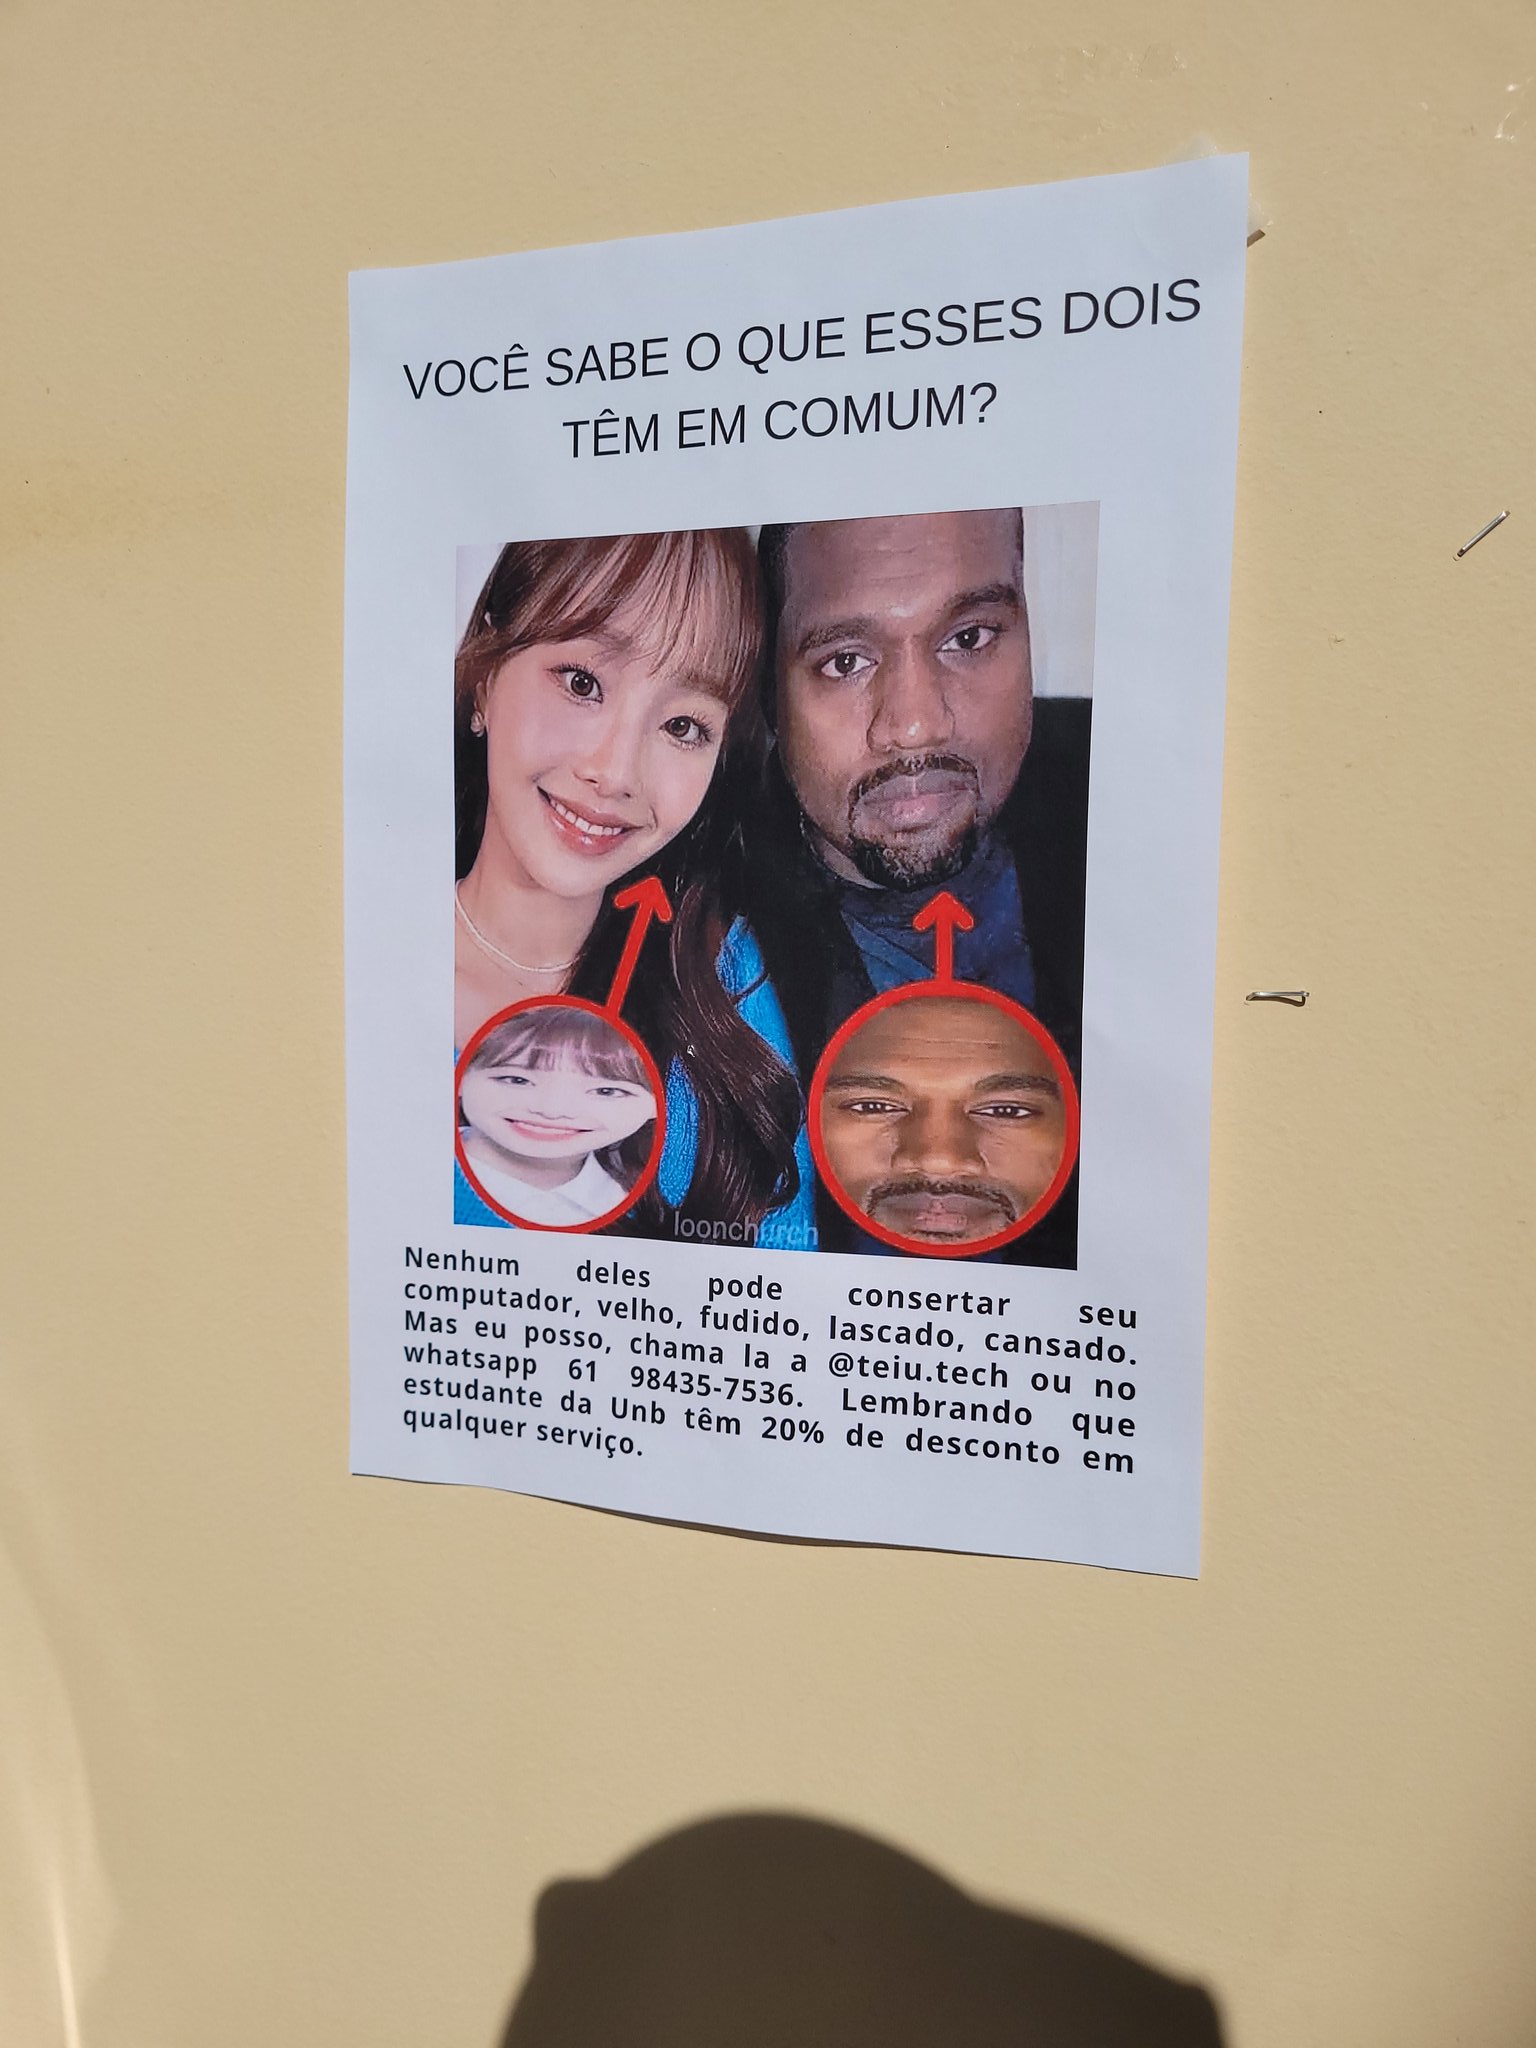 VOCÊ SABE O QUE ESSES DOIS
TÊM EM COMUM?
loonchurch
Nenhum deles pode consertar seu
computador, velho, fudido, lascado, cansado.
Mas eu posso, chama la a @teiu.tech ou no
whatsapp 61 98435-7536. Lembrando que
estudante da Unb têm 20% de desconto em
qualquer serviço.